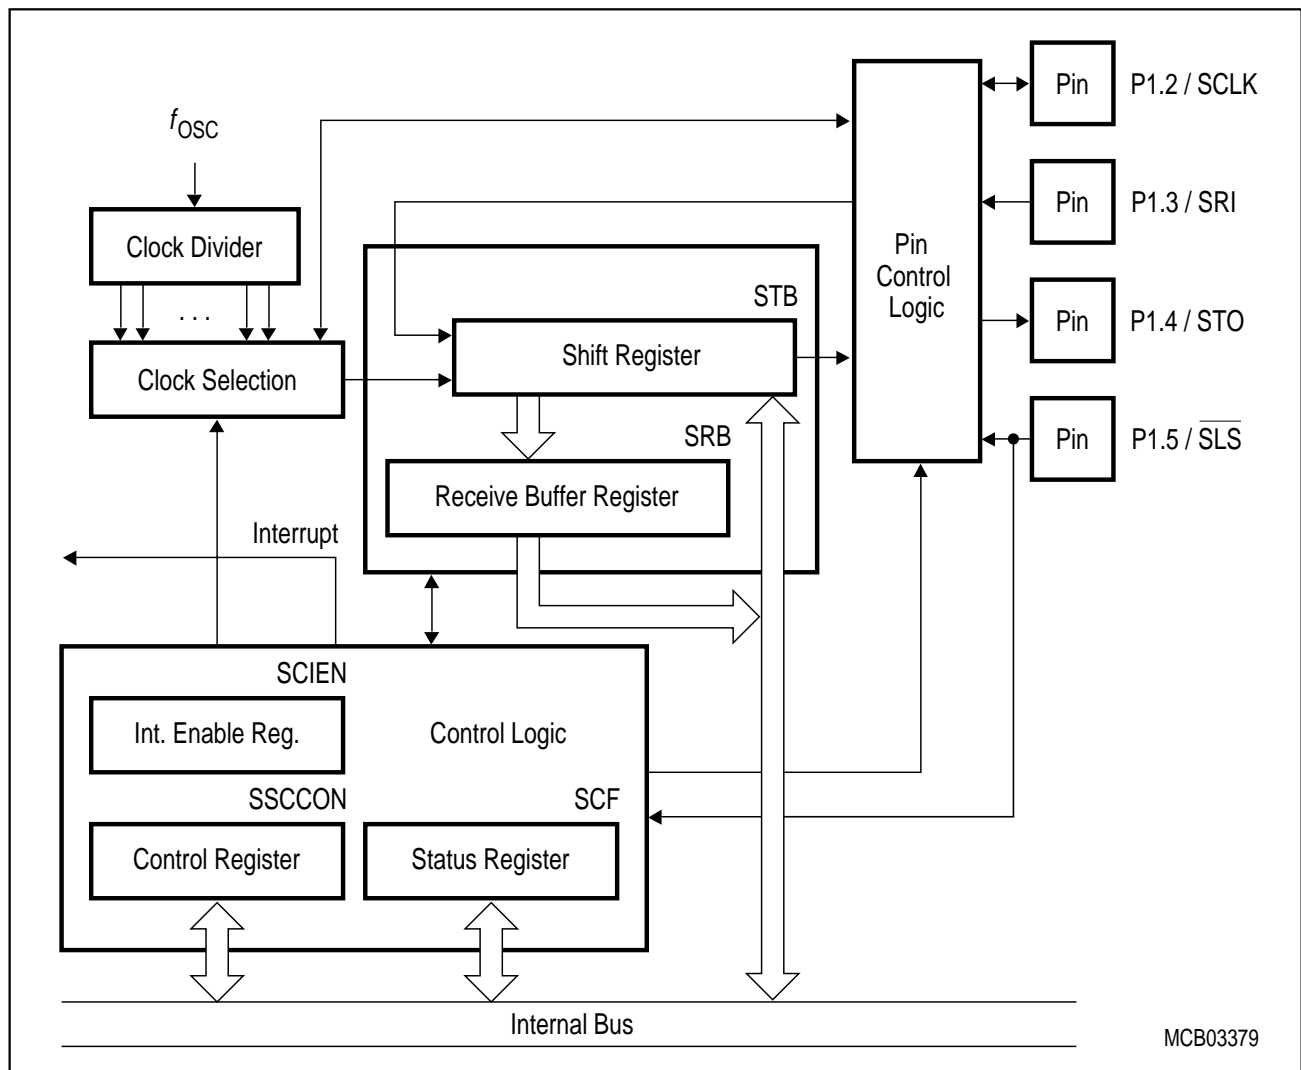 Pin P1.2 / SCLK
fOSC
Pin P1.3 / SRI
Clock Divider
Pin
Control
Logic
STB
. . .
Pin P1.4 / STO
Shift Register
Clock Selection
SRB
Pin P1.5 / SLS
Receive Buffer Register
Interrupt
SCIEN
Int. Enable Reg.
Control Logic
SSCCON
SCF
Control Register
Status Register
Internal Bus
MCB03379